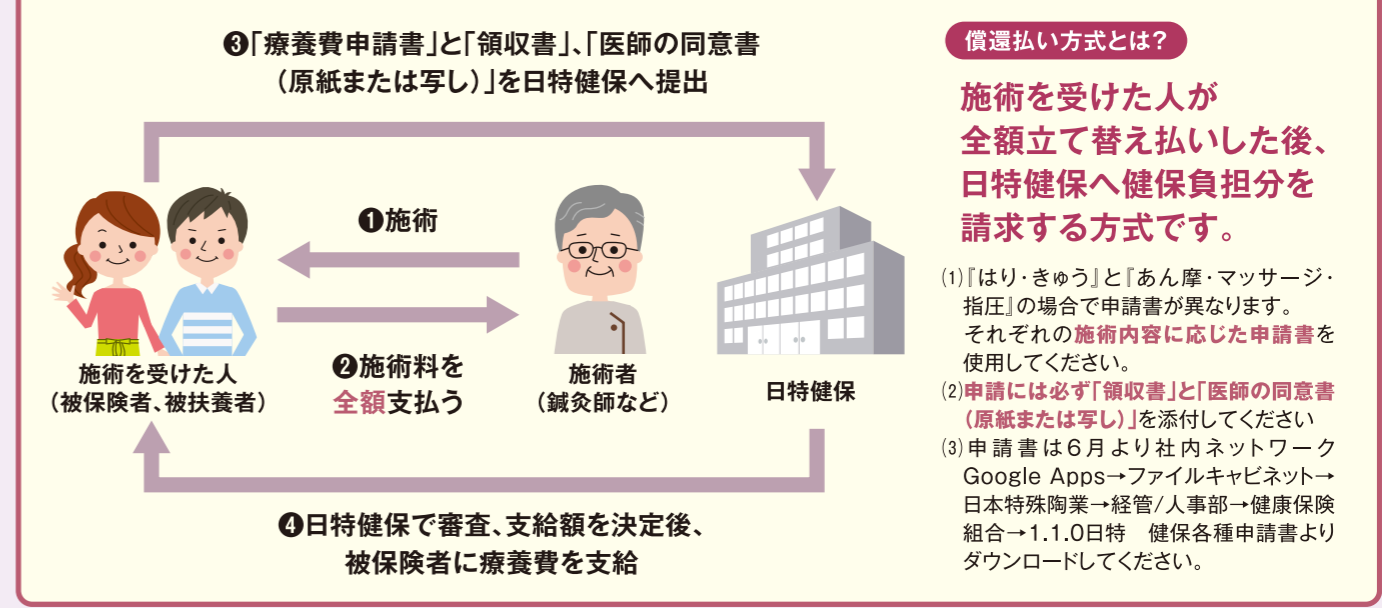 ❸「療養費申請書」と「領収書」、「医師の同意書
（原紙または写し）」を日特健保へ提出
❶施術
❷施術料を
全額支払う
施術を受けた人
（被保険者、被扶養者）
施術者
（鍼灸師など）
日特健保
❹日特健保で審査、支給額を決定後、
被保険者に療養費を支給
償還払い方式とは?
施術を受けた人が
全額立て替え払いした後、
日特健保へ健保負担分を
請求する方式です。
⑴『はり・きゅう』と『あん摩・マッサージ・
指圧』の場合で申請書が異なります。
それぞれの施術内容に応じた申請書を
使用してください。
⑵申請には必ず「領収書」と「医師の同意書
（原紙または写し）」を添付してください
⑶申請書は6月より社内ネットワーク
Google Apps→ファイルキャビネット→
日本特殊陶業→経管/人事部→健康保険
組合→1.1.0日特　健保各種申請書より
ダウンロードしてください。